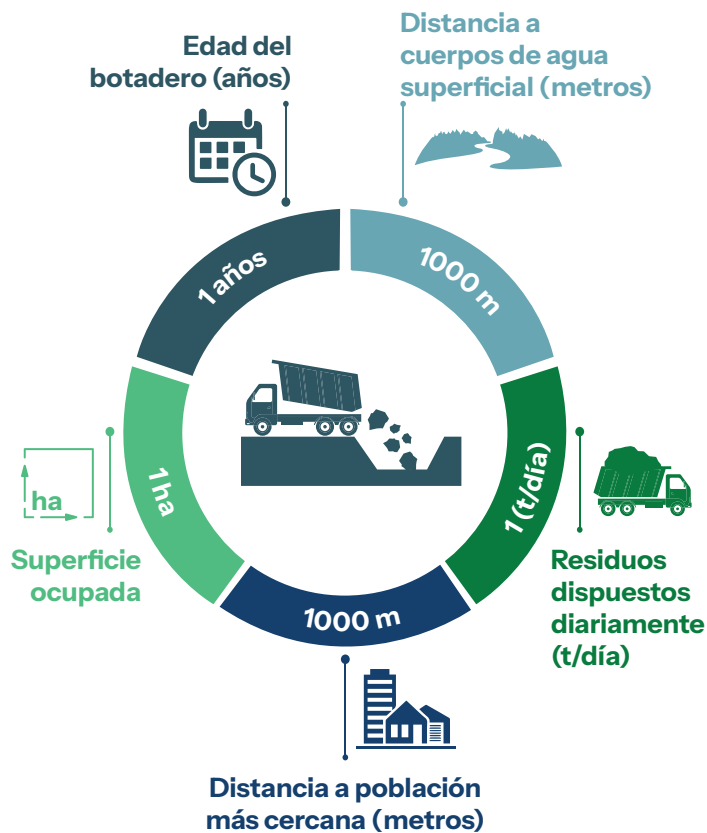 Edad del
botadero (años)
Distancia a
cuerpos de agua
superficial (metros)
1 años
1000 m
1 ha
1 (t/día)
1000 m
ha
Superficie
ocupada
Residuos
dispuestos
diariamente
(t/día)
Distancia a población
más cercana (metros)